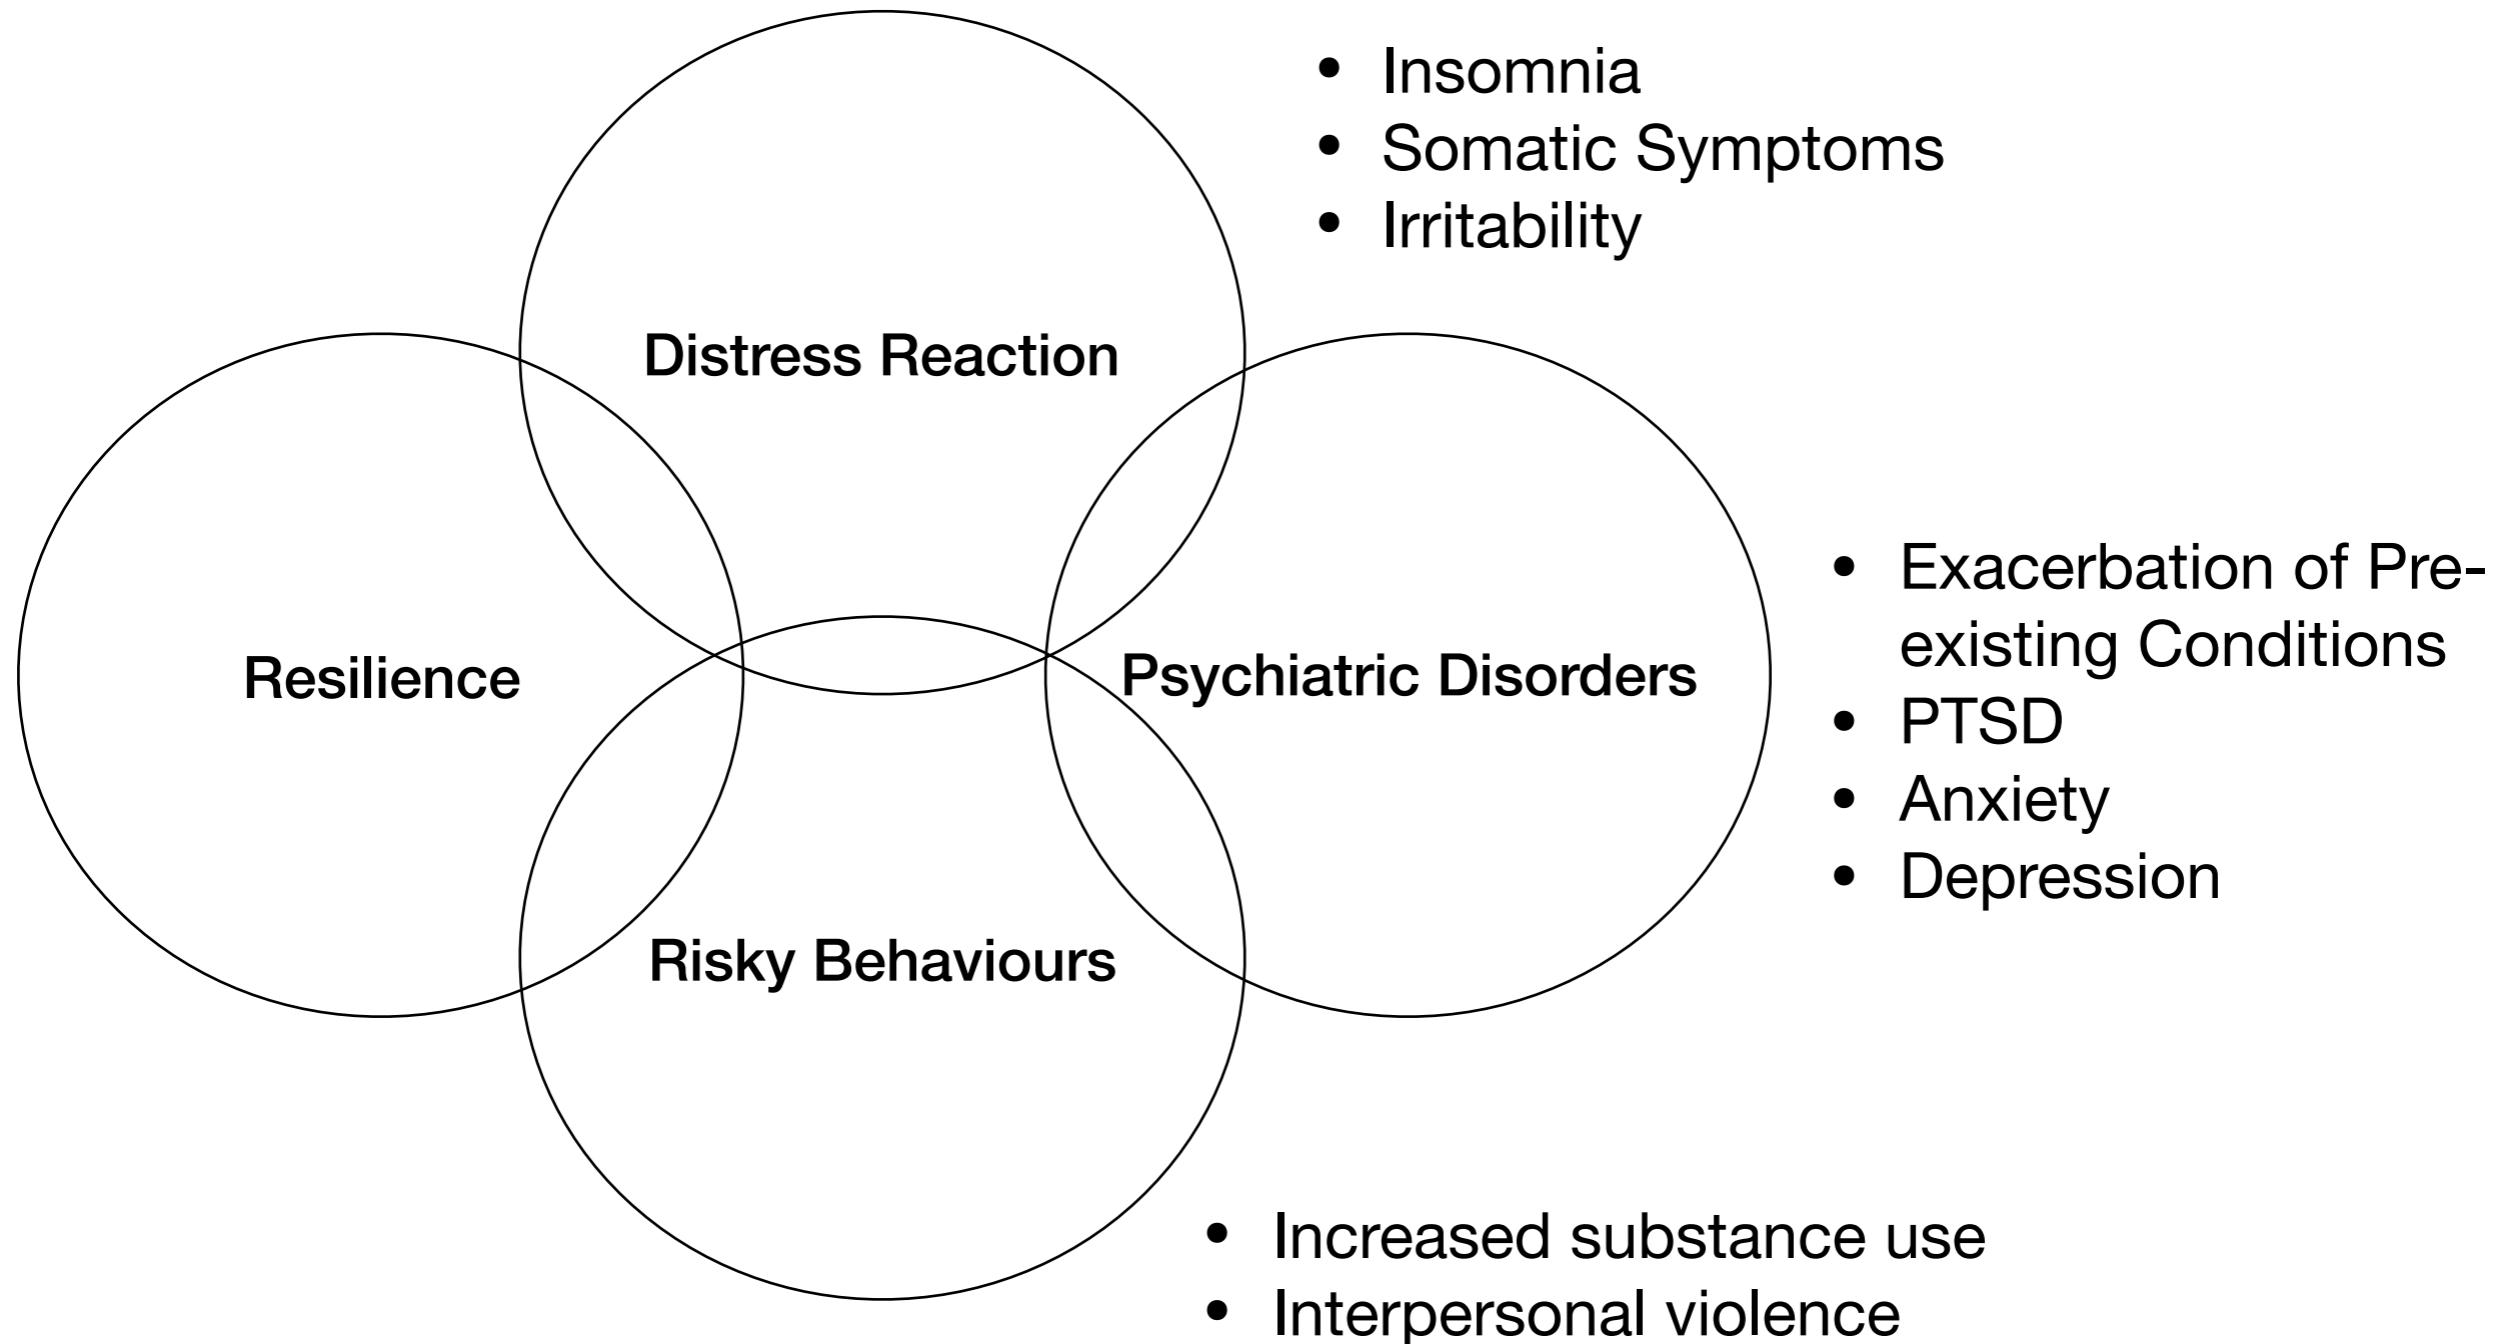 • Insomnia
• Somatic Symptoms
• Irritability
Distress Reaction
Resilience
Psychiatric Disorders
• Exacerbation of Pre-
existing Conditions
• PTSD
• Anxiety
• Depression
Risky Behaviours
• Increased substance use
• Interpersonal violence